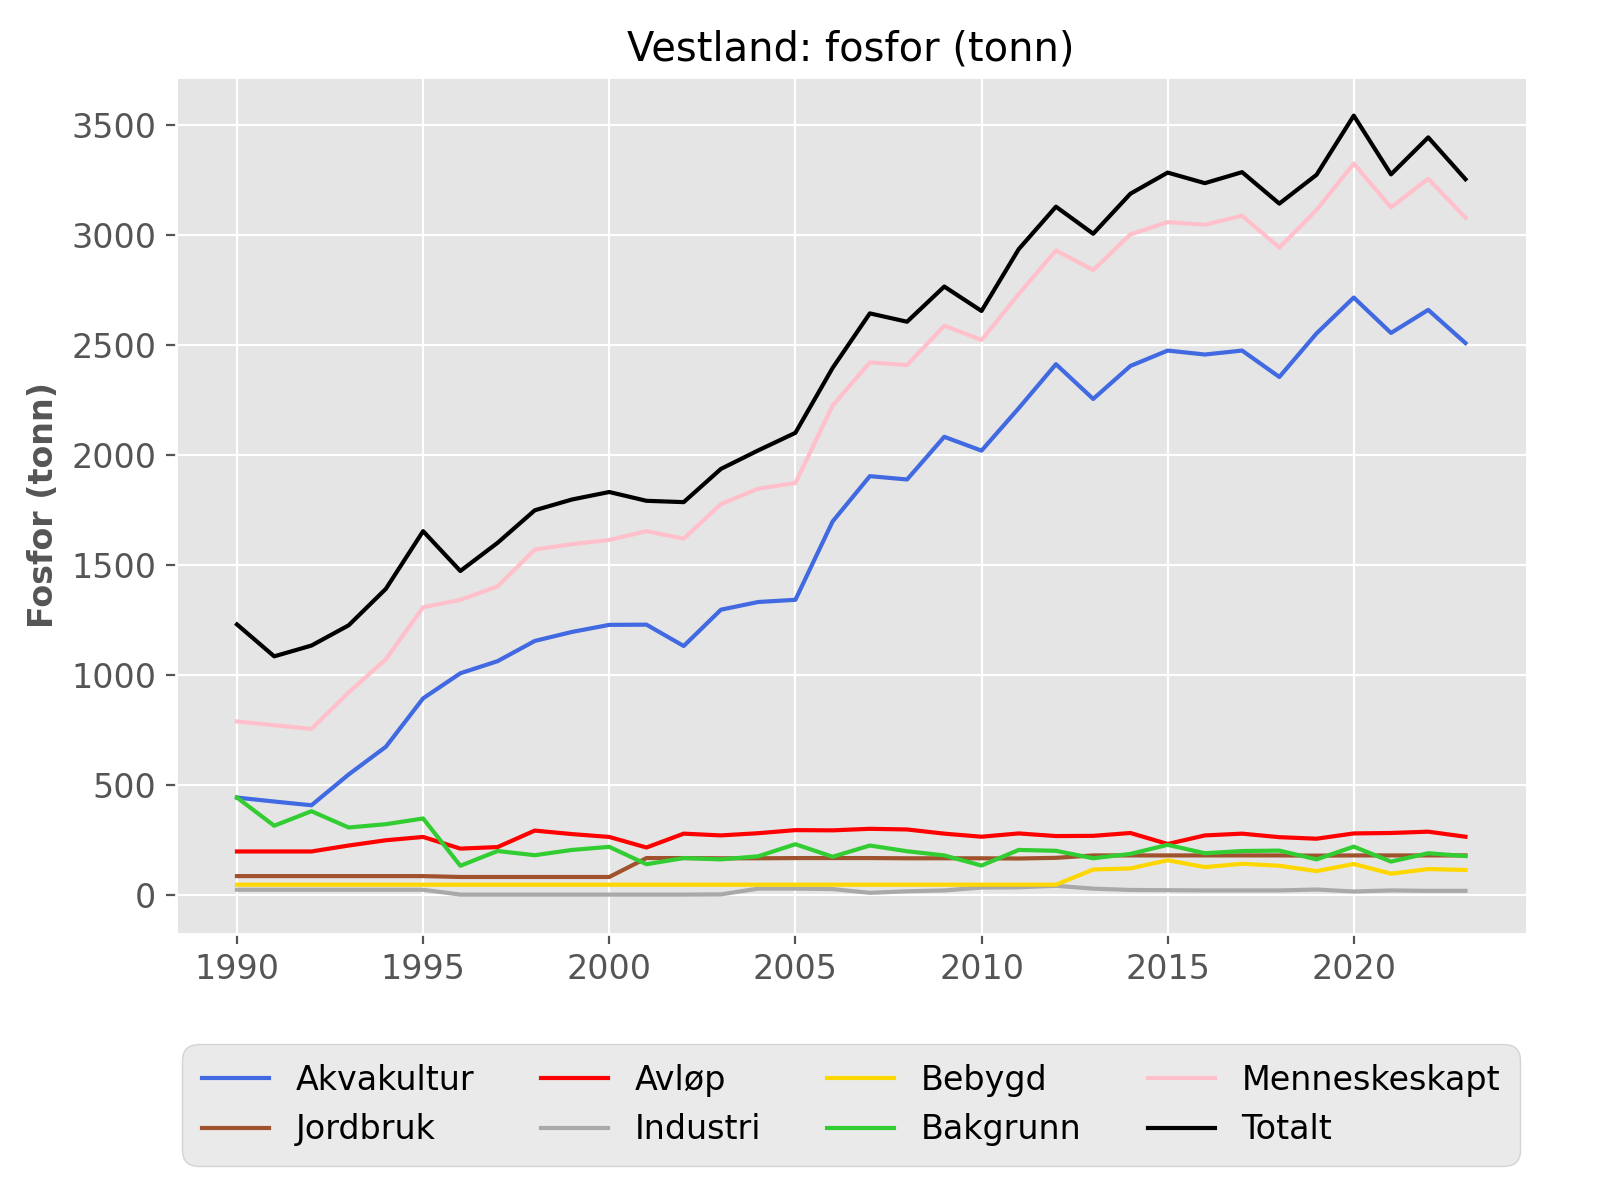 Vestland: fosfor (tonn)
3500
3000
2500
2000
1500
1000
500
0
Fosfor (tonn)
1990 1995 2000 2005 2010 2015 2020
Akvakultur Avløp Bebygd Menneskeskapt
Jordbruk Industri Bakgrunn Totalt